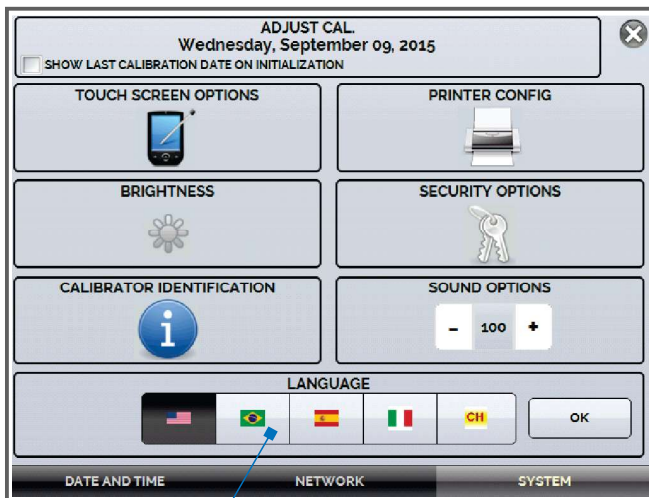 ADJUST CAL.
Wednesday, September 09, 2015
SHOW LAST CALIBRATION DATE ON INITIALIZATION
TOUCH SCREEN OPTIONS
PRINTER CONFIG
BRIGHTNESS
SECURITY OPTIONS
CALIBRATOR IDENTIFICATION
SOUND OPTIONS
i
- 100 +
LANGUAGE
CH
OK
DATE AND TIME
NETWORK
SYSTEM